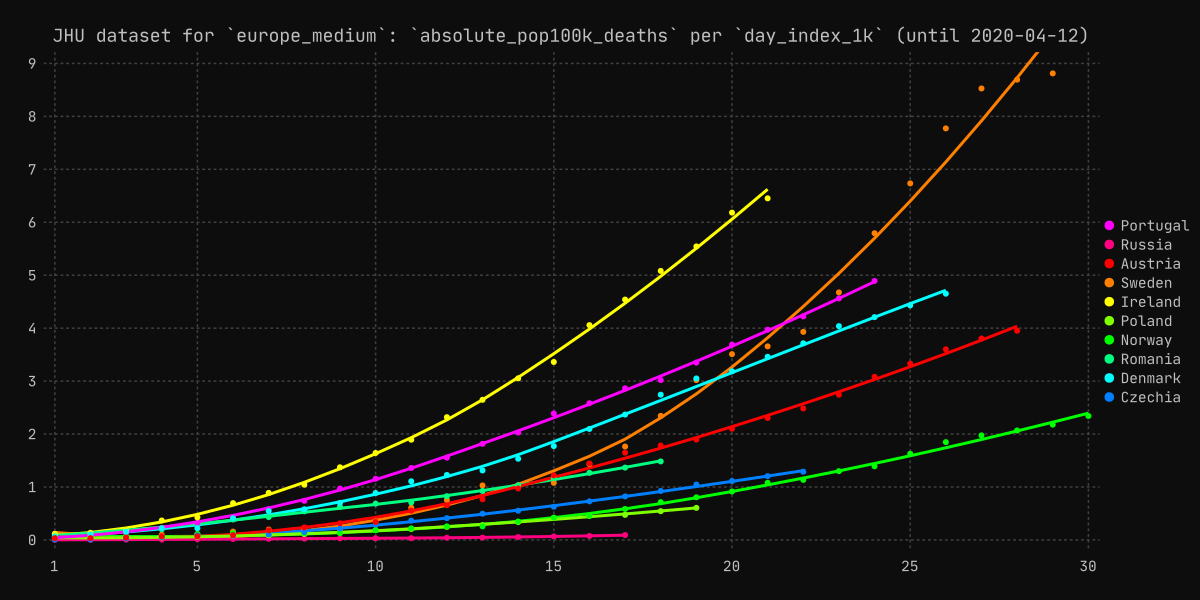 JHU dataset for `europe_medium`: `absolute_pop100k_deaths` per `day_index_1k` (until 2020-04-12)
9
8
7
6
5
4
3
2
1
0
1 5 10 15 20 25 30
Portugal
Russia
Austria
Sweden
Ireland
Poland
Norway
Romania
Denmark
Czechia